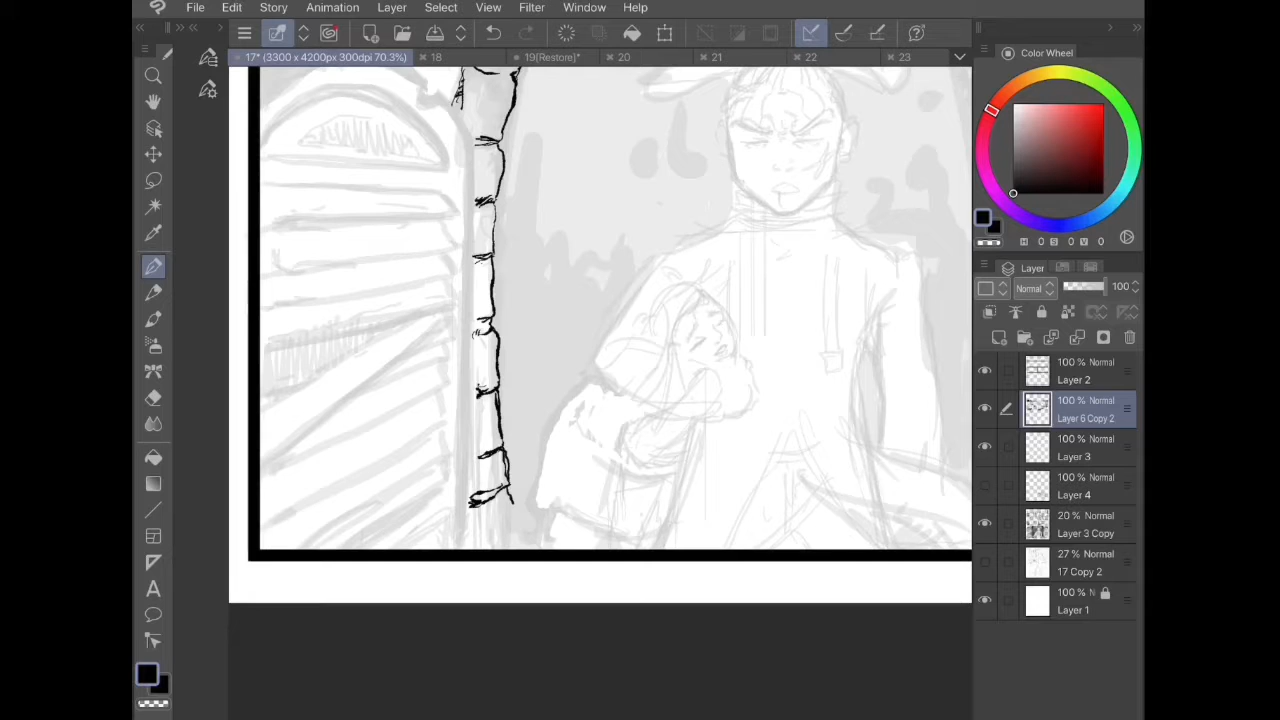 File Edit Story Animation Layer Select View Filter Window Help
17* (3300 x 4200px 300dpi 70.3%) 18 19[Restore]* 20 21 22 23
Color Wheel
H 0 S 0 V 0
Layer
Normal 100
100 % Normal
Layer 2
100 % Normal
Layer 6 Copy 2
100 % Normal
Layer 3
100 % Normal
Layer 4
20 % Normal
Layer 3 Copy
27 % Normal
17 Copy 2
100 % N
Layer 1